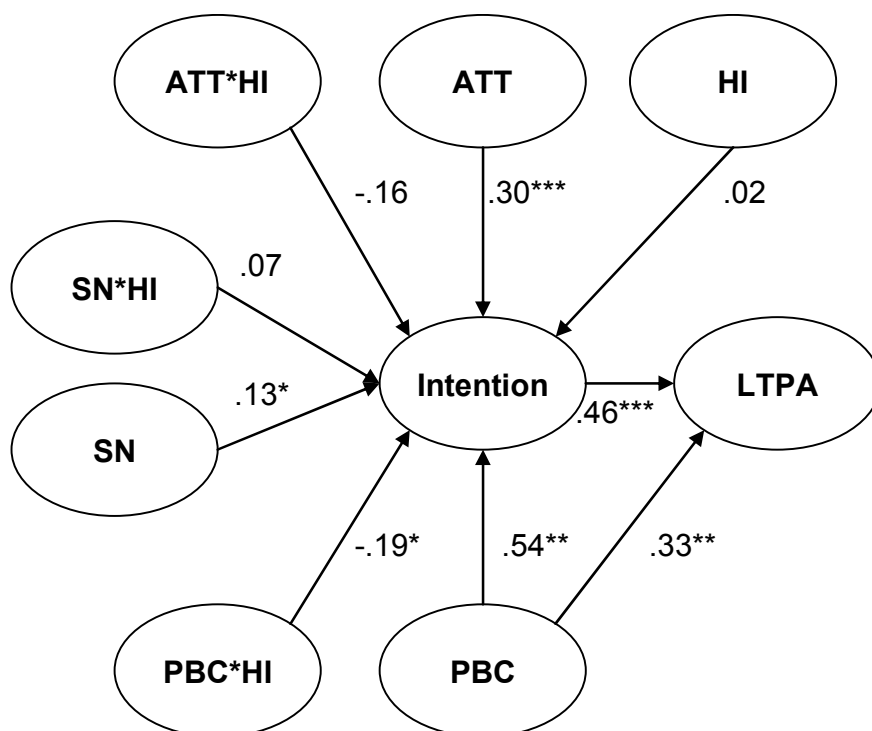 ATT*HI
ATT
HI
-.16
.30***
.02
SN*HI
.07
Intention
LTPA
.13*
.46***
SN
-.19*
.54**
.33**
PBC*HI
PBC